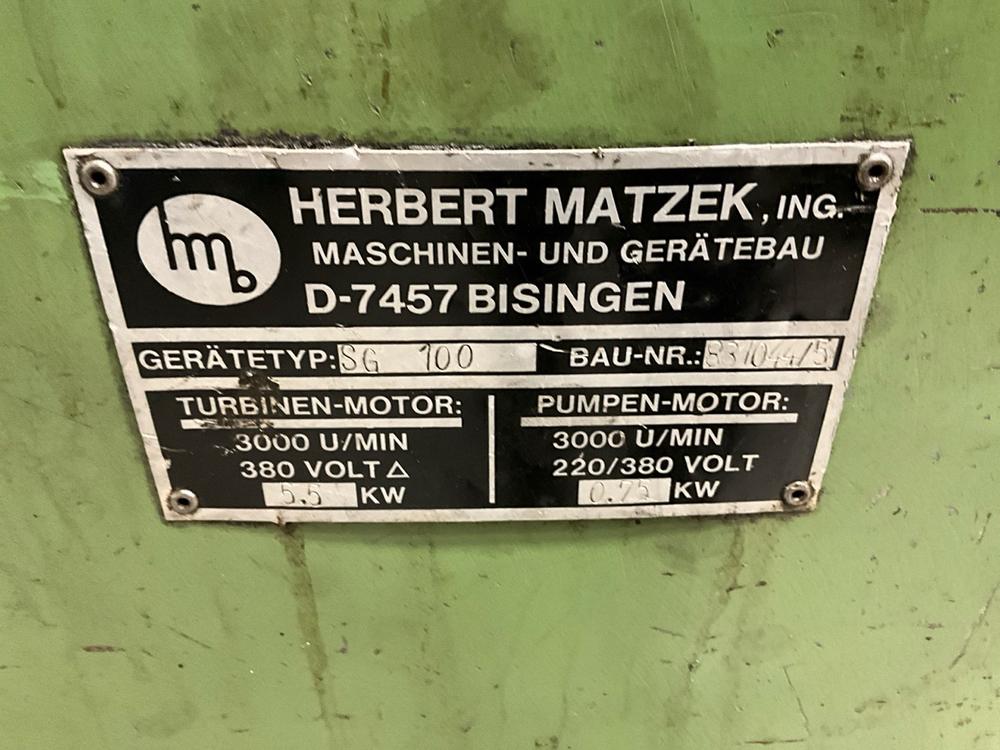 hmb
HERBERT MATZEK, ING.
MASCHINEN- UND GERÄTEBAU
D-7457 BISINGEN
GERÄTETYP: SG 100 BAU-NR.: 831044/5
TURBINEN-MOTOR:
3000 U/MIN
380 VOLT Δ
5.5 KW
PUMPEN-MOTOR:
3000 U/MIN
220/380 VOLT
0.75 KW